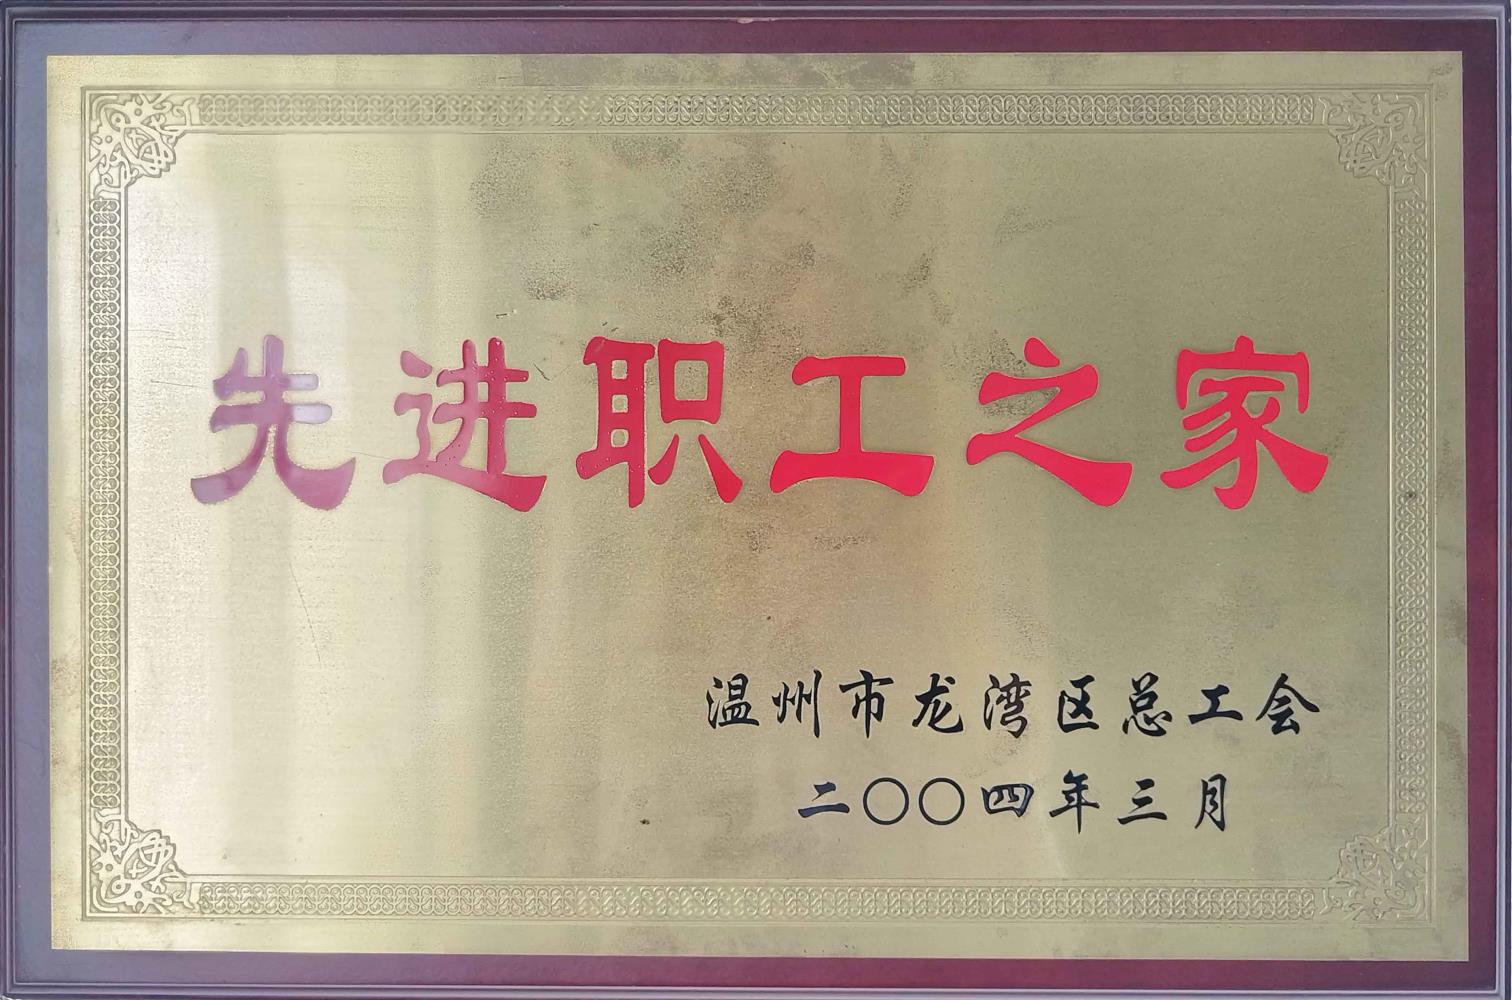 先进职工之家
温州市龙湾区总工会
二〇〇四年三月